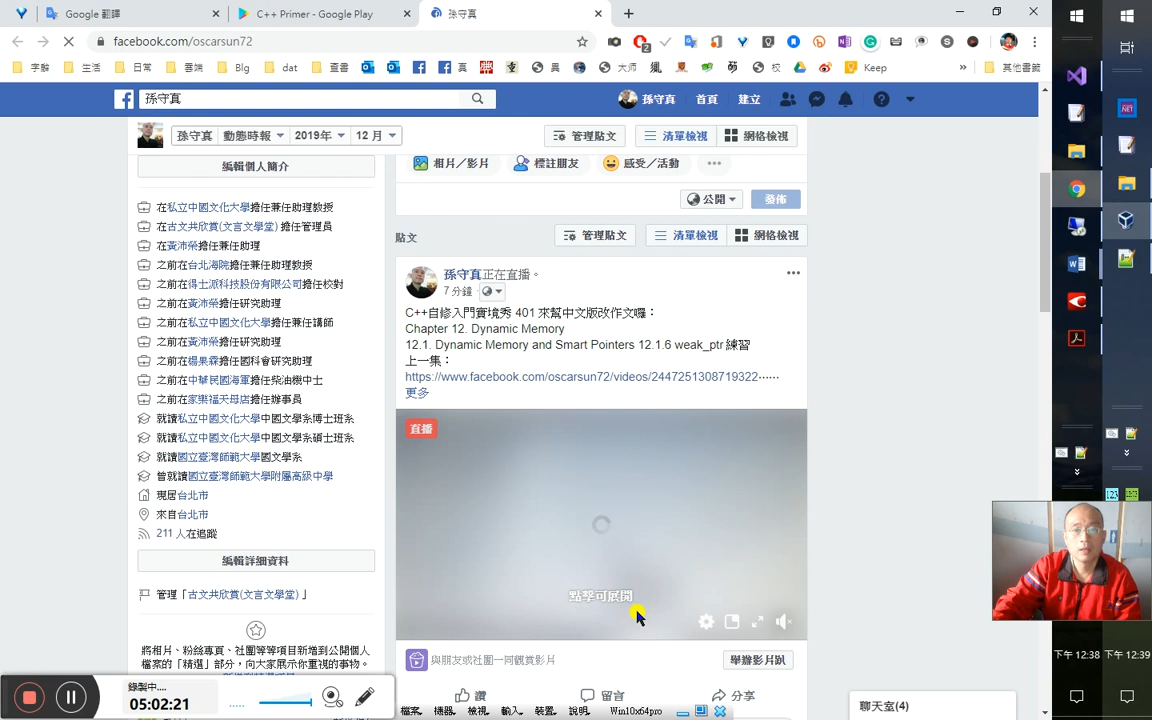 Google 翻譯
C++ Primer - Google Play
孫守真
facebook.com/oscarsun72
字辭
生活
日常
雲端
Blg
dat
查書
真
異
大师
校
Keep
其他書籤
孫守真
孫守真
首頁
建立
孫守真
動態時報
2019年
12 月
管理貼文
清單檢視
網格檢視
編輯個人簡介
相片／影片
標註朋友
感受／活動
公開
發佈
在私立中國文化大學擔任兼任助理教授
在古文共欣賞(文言文學堂) 擔任管理員
在黃沛榮擔任兼任助理
之前在台北海院擔任兼任助理教授
之前在得士派科技股份有限公司擔任校對
之前在黃沛榮擔任研究助理
之前在私立中國文化大學擔任兼任講師
之前在黃沛榮擔任研究助理
之前在楊果霖擔任國科會研究助理
之前在中華民國海軍擔任柴油機中士
之前在家樂福天母店擔任辦事員
就讀私立中國文化大學中國文學系博士班系
就讀私立中國文化大學中國文學系碩士班系
就讀國立臺灣師範大學國文學系
曾就讀國立臺灣師範大學附屬高級中學
現居台北市
來自台北市
211 人在追蹤
編輯詳細資料
管理「古文共欣賞(文言文學堂) 」
將相片、粉絲專頁、社團等等項目新增到公開個人
檔案的「精選」部分，向大家展示你重視的事物。
貼文
管理貼文
清單檢視
網格檢視
孫守真正在直播。
7 分鐘
C++自修入門實境秀 401 來幫中文版改作文囉：
Chapter 12. Dynamic Memory
12.1. Dynamic Memory and Smart Pointers 12.1.6 weak_ptr 練習
上一集：
https://www.facebook.com/oscarsun72/videos/2447251308719322......
更多
直播
點擊可展開
與朋友或社團一同觀賞影片
舉辦影片趴
讚
留言
分享
聊天室(4)
錄製中....
05:02:21
檔案.
機器.
檢視.
輸入.
裝置.
說明.
Win10x64pro
下午 12:38
下午 12:39